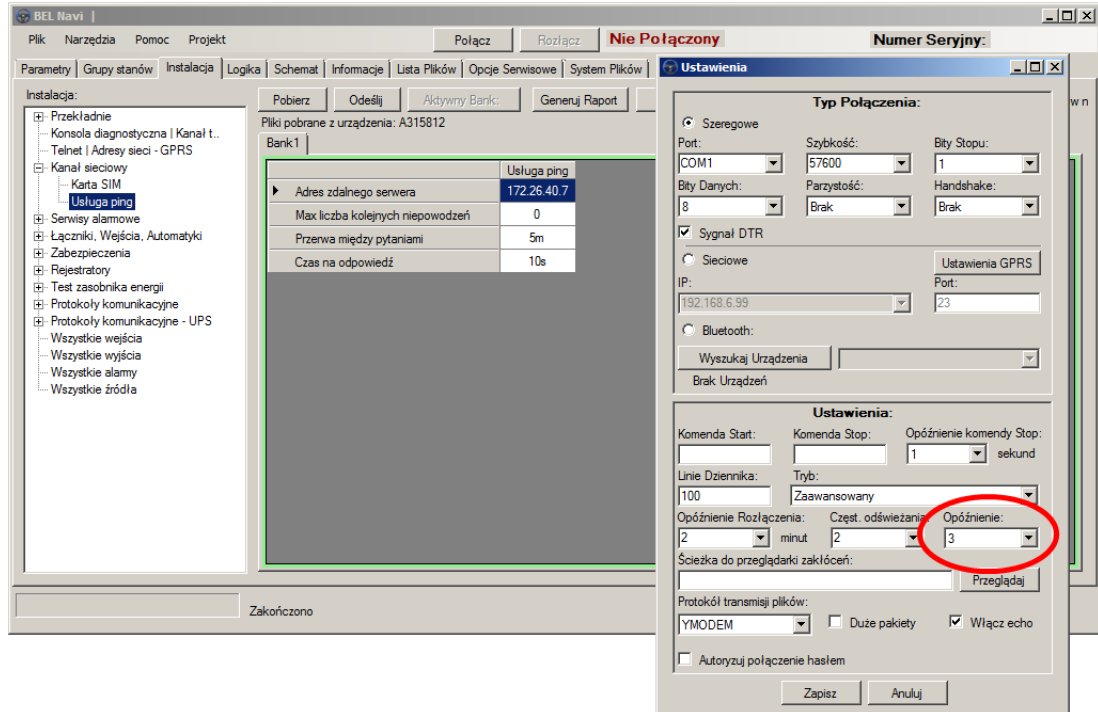 BEL Navi |
Plik Narzędzia Pomoc Projekt Połącz Rozłącz Nie Połączony Numer Seryjny:
Parametry Grupy stanów Instalacja Logika Schemat Informacje Lista Plików Opcje Serwisowe System Plików
Instalacja:
Przekładnie
Konsola diagnostyczna | Kanał t..
Telnet | Adresy sieci - GPRS
Kanał sieciowy
Karta SIM
Usługa ping
Serwisy alarmowe
Łączniki, Wejścia, Automatyki
Zabezpieczenia
Rejestratory
Test zasobnika energii
Protokoły komunikacyjne
Protokoły komunikacyjne - UPS
Wszystkie wejścia
Wszystkie wyjścia
Wszystkie alarmy
Wszystkie źródła
Pobierz Odeślij Aktywny Bank: Generuj Raport
Pliki pobrane z urządzenia: A315812
Bank1
Usługa ping
Adres zdalnego serwera 172.26.40.7
Max liczba kolejnych niepowodzeń 0
Przerwa między pytaniami 5m
Czas na odpowiedź 10s
Zakończono
w n
Ustawienia
Typ Połączenia:
Szeregowe
Port: Szybkość: Bity Stopu:
COM1 57600 1
Bity Danych: Parzystość: Handshake:
8 Brak Brak
Sygnał DTR
Sieciowe Ustawienia GPRS
IP: Port:
192.168.6.99 23
Bluetooth:
Wyszukaj Urządzenia
Brak Urządzeń
Ustawienia:
Komenda Start: Komenda Stop: Opóźnienie komendy Stop:
1 sekund
Linie Dziennika: Tryb:
100 Zaawansowany
Opóźnienie Rozłączenia: Częst. odświeżania: Opóźnienie:
2 minut 2 3
Ścieżka do przeglądarki zakłóceń:
Przeglądaj
Protokół transmisji plików:
YMODEM Duże pakiety Włącz echo
Autoryzuj połączenie hasłem
Zapisz Anuluj